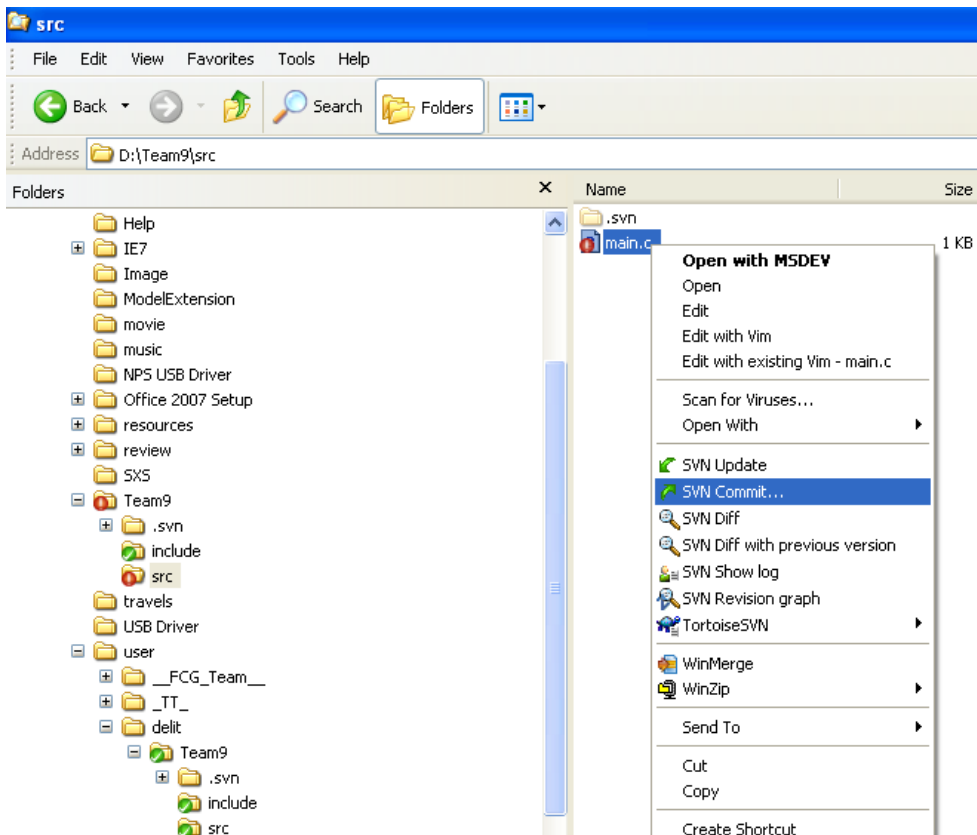 src
File Edit View Favorites Tools Help
Back Search Folders
Address D:\Team9\src
Folders
Help
IE7
Image
ModelExtension
movie
music
NPS USB Driver
Office 2007 Setup
resources
review
SXS
Team9
.svn
include
src
travels
USB Driver
user
__FCG_Team__
_TT_
delit
Team9
.svn
include
src
Name Size
.svn
main.c 1 KB
Open with MSDEV
Open
Edit
Edit with Vim
Edit with existing Vim - main.c
Scan for Viruses...
Open With
SVN Update
SVN Commit...
SVN Diff
SVN Diff with previous version
SVN Show log
SVN Revision graph
TortoiseSVN
WinMerge
WinZip
Send To
Cut
Copy
Create Shortcut